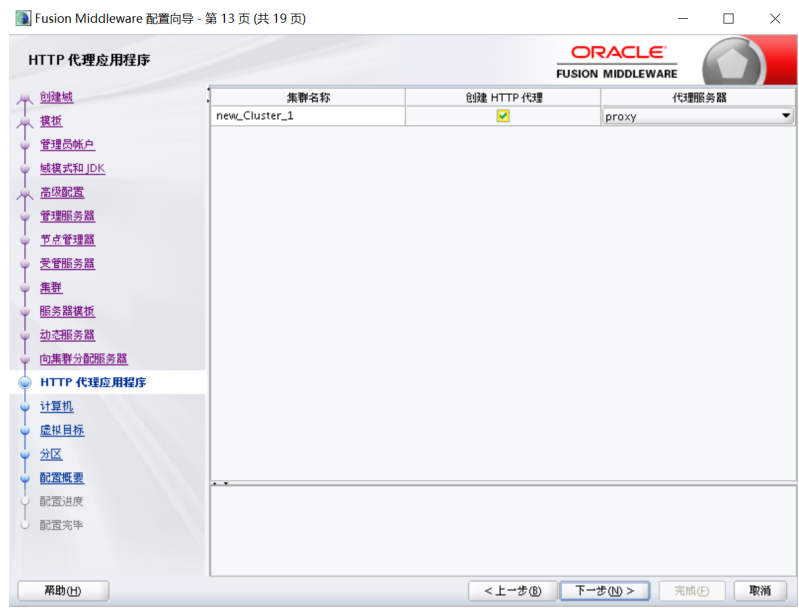 Fusion Middleware 配置向导 - 第 13 页 (共 19 页)
HTTP 代理应用程序
ORACLE
FUSION MIDDLEWARE
创建域
模板
管理员帐户
域模式和 JDK
高级配置
管理服务器
节点管理器
受管服务器
集群
服务器模板
动态服务器
向集群分配服务器
HTTP 代理应用程序
计算机
虚拟目标
分区
配置概要
配置进度
配置完毕
集群名称 创建 HTTP 代理 代理服务器
new_Cluster_1 proxy
帮助(H) < 上一步(B) 下一步(N) > 完成(F) 取消